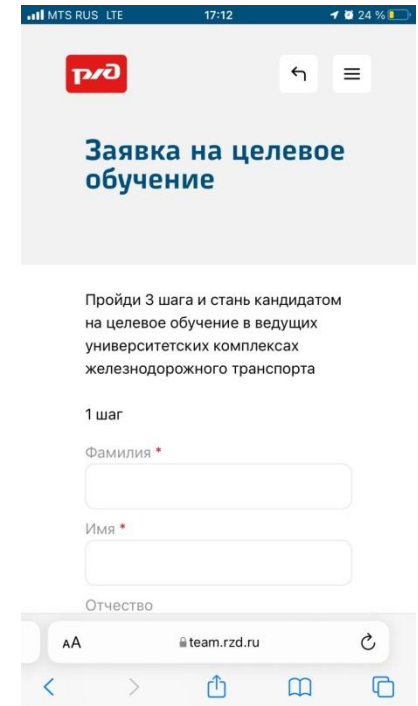 MTS RUS LTE 17:12 24 %
ржд
Заявка на целевое
обучение
Пройди 3 шага и стань кандидатом
на целевое обучение в ведущих
университетских комплексах
железнодорожного транспорта
1 шаг
Фамилия *
Имя *
Отчество
AA team.rzd.ru